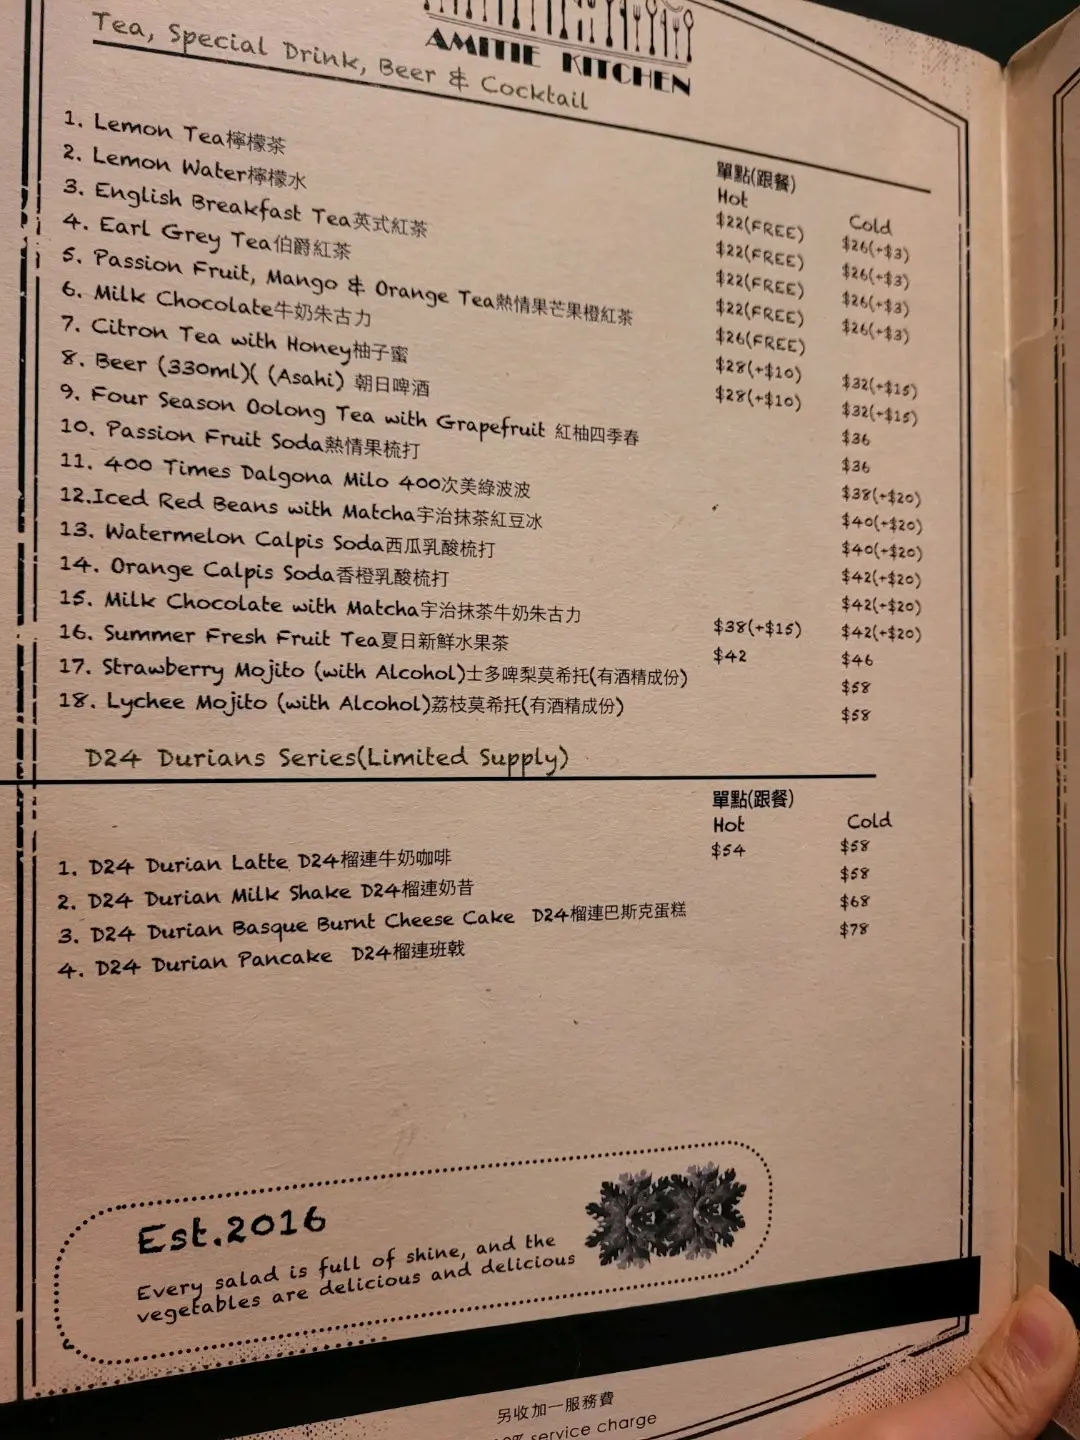 AMITIE KITCHEN
Tea, Special Drink, Beer & Cocktail
單點(跟餐)
Hot Cold
1. Lemon Tea檸檬茶 $22(FREE) $26(+$3)
2. Lemon Water檸檬水 $22(FREE) $26(+$3)
3. English Breakfast Tea英式紅茶 $22(FREE) $26(+$3)
4. Earl Grey Tea伯爵紅茶 $22(FREE) $26(+$3)
5. Passion Fruit, Mango & Orange Tea熱情果芒果橙紅茶 $26(FREE)
6. Milk Chocolate牛奶朱古力 $28(+$10) $32(+$15)
7. Citron Tea with Honey柚子蜜 $28(+$10) $32(+$15)
8. Beer (330ml)( (Asahi) 朝日啤酒 $36
9. Four Season Oolong Tea with Grapefruit 紅柚四季春 $36
10. Passion Fruit Soda熱情果梳打 $38(+$20)
11. 400 Times Dalgona Milo 400次美綠波波 $40(+$20)
12.Iced Red Beans with Matcha宇治抹茶紅豆冰 $40(+$20)
13. Watermelon Calpis Soda西瓜乳酸梳打 $42(+$20)
14. Orange Calpis Soda香橙乳酸梳打 $42(+$20)
15. Milk Chocolate with Matcha宇治抹茶牛奶朱古力 $38(+$15) $42(+$20)
16. Summer Fresh Fruit Tea夏日新鮮水果茶 $42 $46
17. Strawberry Mojito (with Alcohol)士多啤梨莫希托(有酒精成份) $58
18. Lychee Mojito (with Alcohol)荔枝莫希托(有酒精成份) $58
D24 Durians Series(Limited Supply)
單點(跟餐)
Hot Cold
1. D24 Durian Latte D24榴連牛奶咖啡 $54 $58
2. D24 Durian Milk Shake D24榴連奶昔 $58
3. D24 Durian Basque Burnt Cheese Cake D24榴連巴斯克蛋糕 $68
4. D24 Durian Pancake D24榴連班戟 $78
Est.2016
Every salad is full of shine, and the
vegetables are delicious and delicious
另收加一服務費
service charge